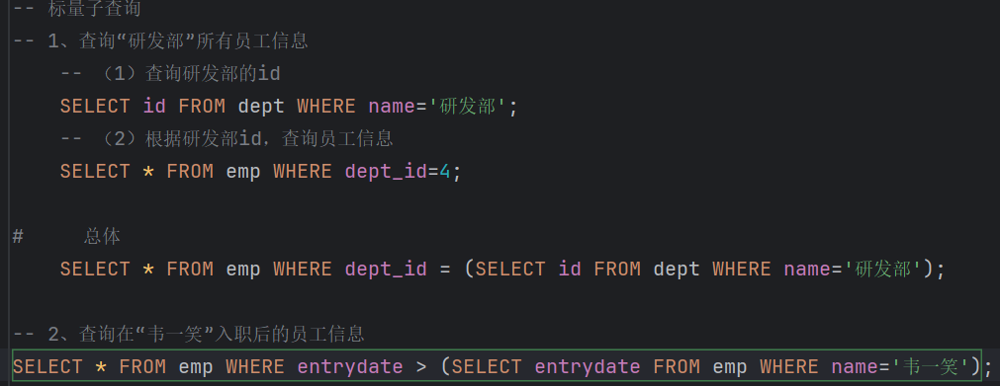 -- 标量子查询
-- 1、查询“研发部”所有员工信息
-- （1）查询研发部的id
SELECT id FROM dept WHERE name='研发部';
-- （2）根据研发部id，查询员工信息
SELECT * FROM emp WHERE dept_id=4;
# 总体
SELECT * FROM emp WHERE dept_id = (SELECT id FROM dept WHERE name='研发部');
-- 2、查询在“韦一笑”入职后的员工信息
SELECT * FROM emp WHERE entrydate > (SELECT entrydate FROM emp WHERE name='韦一笑');